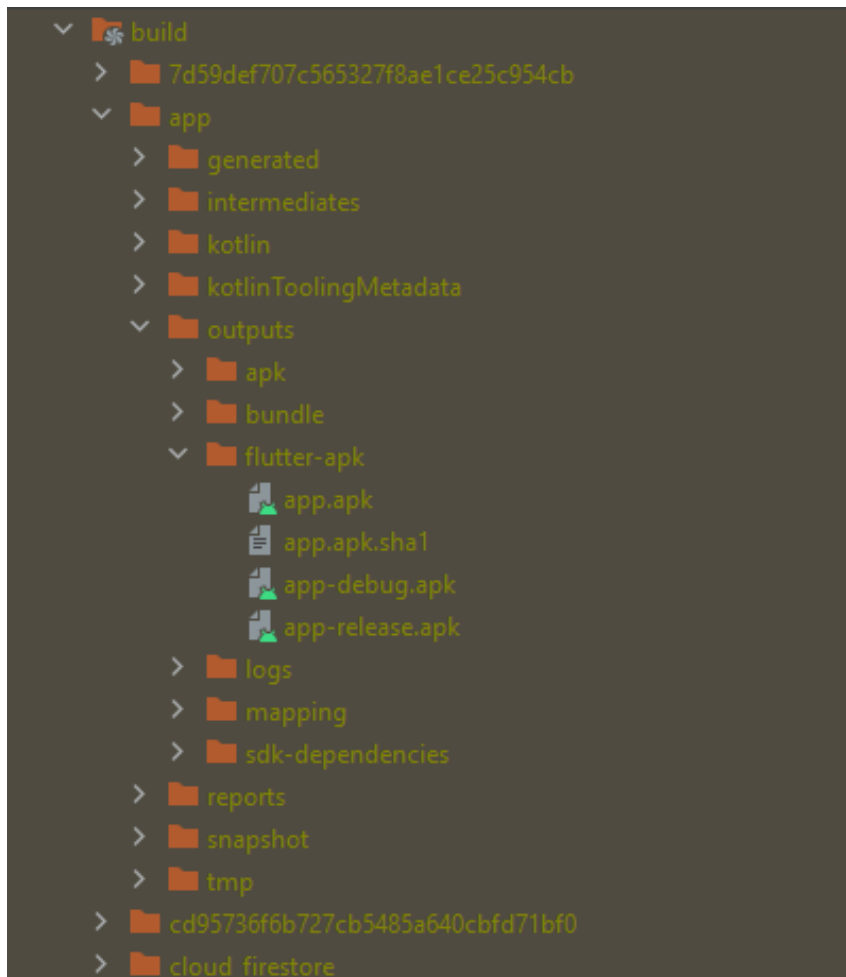 build
7d59def707c565327f8ae1ce25c954cb
app
generated
intermediates
kotlin
kotlinToolingMetadata
outputs
apk
bundle
flutter-apk
app.apk
app.apk.sha1
app-debug.apk
app-release.apk
logs
mapping
sdk-dependencies
reports
snapshot
tmp
cd95736f6b727cb5485a640cbfd71bf0
cloud_firestore